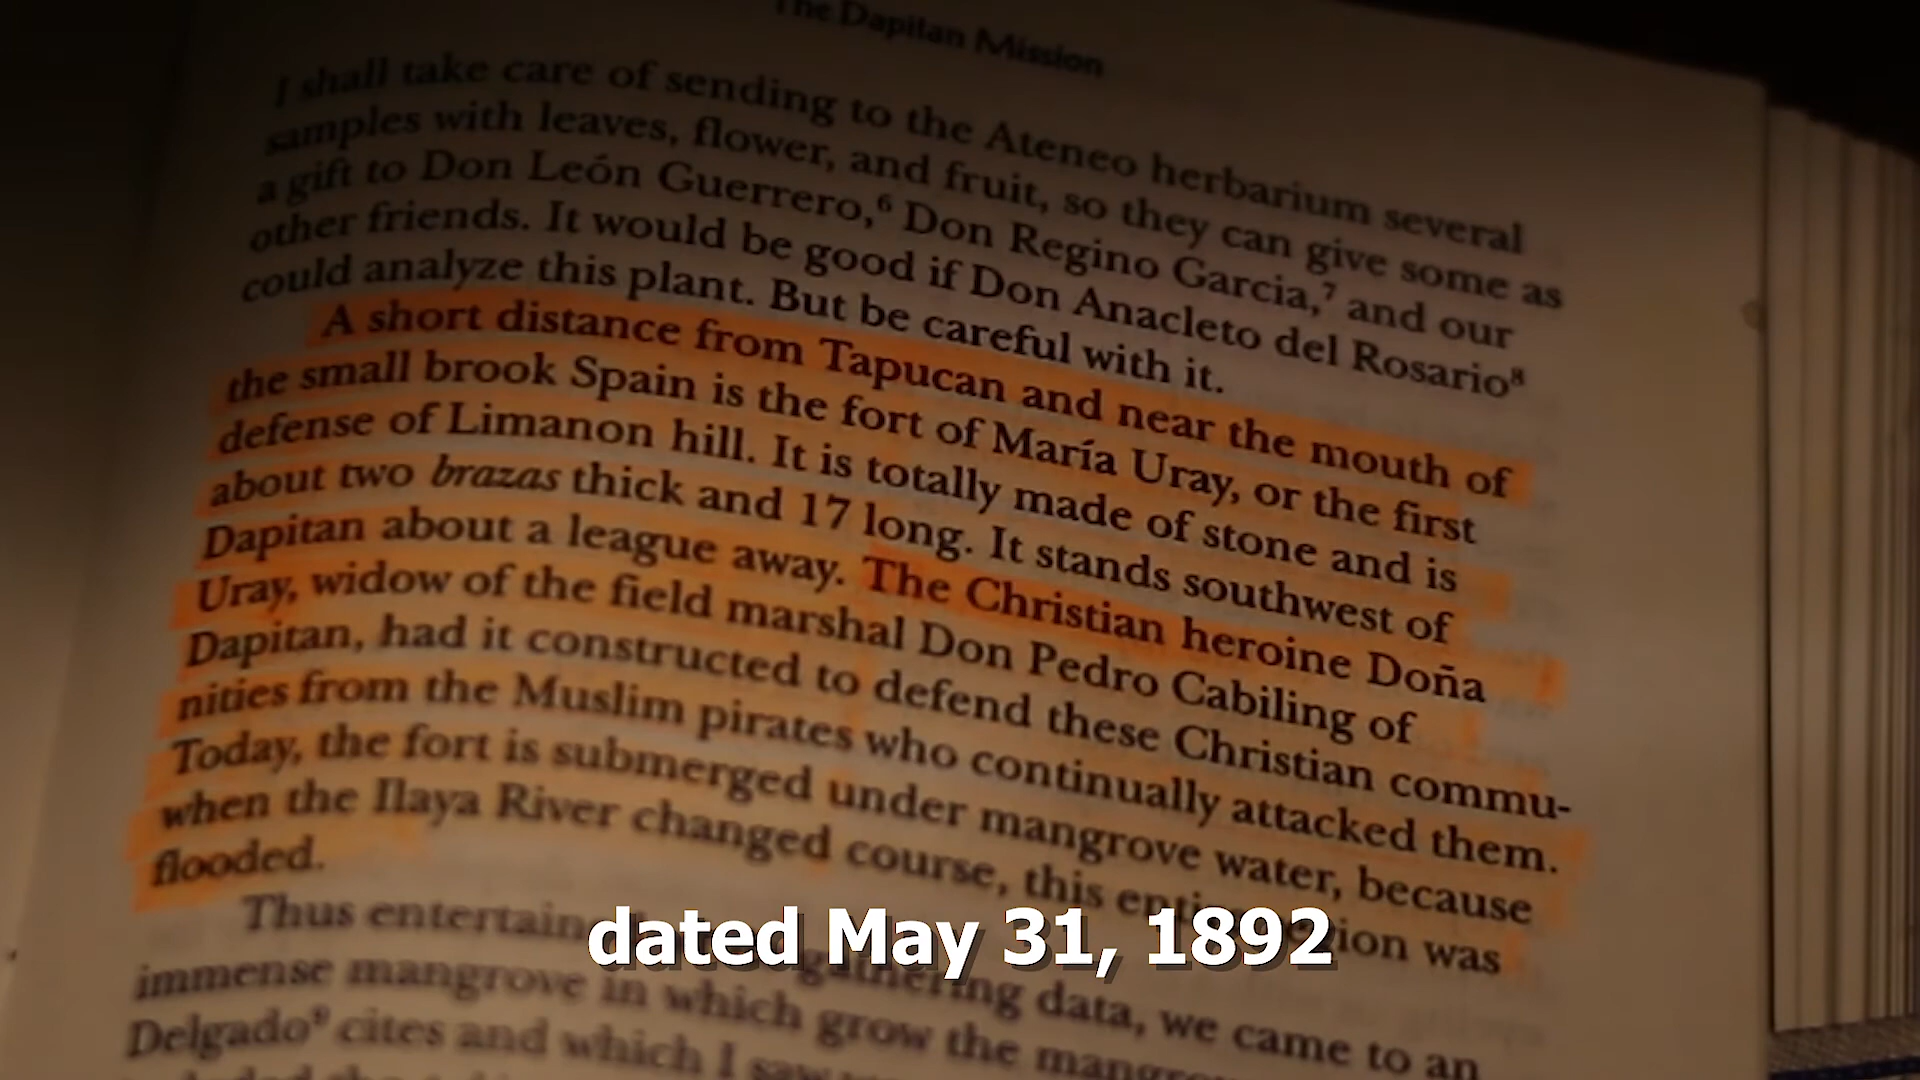 The Dapitan Mission
I shall take care of sending to the Ateneo herbarium several
samples with leaves, flower, and fruit, so they can give some as
a gift to Don León Guerrero,⁶ Don Regino Garcia,⁷ and our
other friends. It would be good if Don Anacleto del Rosario⁸
could analyze this plant. But be careful with it.
A short distance from Tapucan and near the mouth of
the small brook Spain is the fort of María Uray, or the first
defense of Limanon hill. It is totally made of stone and is
about two brazas thick and 17 long. It stands southwest of
Dapitan about a league away. The Christian heroine Doña
Uray, widow of the field marshal Don Pedro Cabiling of
Dapitan, had it constructed to defend these Christian commu-
nities from the Muslim pirates who continually attacked them.
Today, the fort is submerged under mangrove water, because
when the Ilaya River changed course, this was
flooded.
Thus gathering data, we came to an
immense mangrove in which grow the
Delgado⁹ cites and which I saw
dated May 31, 1892